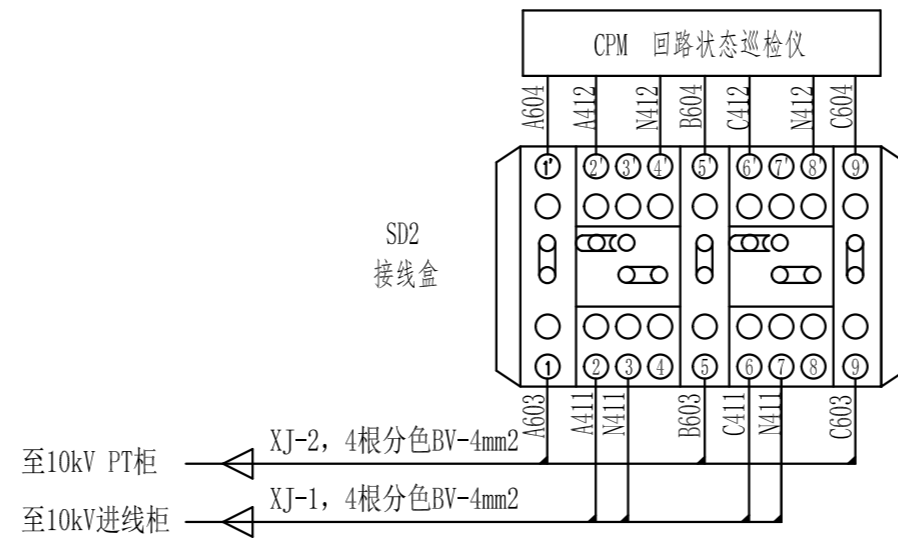 CPM 回路状态巡检仪
A604 A412 N412 B604 C412 N412 C604
1' 2' 3' 4' 5' 6' 7' 8' 9'
SD2
接线盒
1 2 3 4 5 6 7 8 9
A603 A411 N411 B603 C411 N411 C603
XJ-2，4根分色BV-4mm2
至10kV PT柜
XJ-1，4根分色BV-4mm2
至10kV进线柜